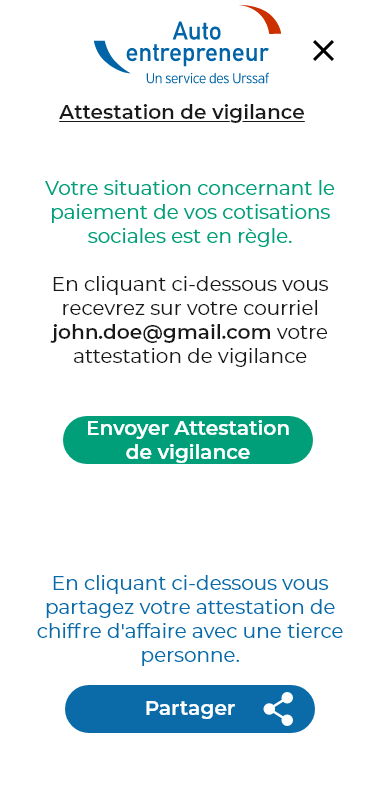 Auto
entrepreneur
Un service des Urssaf
Attestation de vigilance
Votre situation concernant le
paiement de vos cotisations
sociales est en règle.
En cliquant ci-dessous vous
recevrez sur votre courriel
john.doe@gmail.com votre
attestation de vigilance
Envoyer Attestation
de vigilance
En cliquant ci-dessous vous
partagez votre attestation de
chiffre d'affaire avec une tierce
personne.
Partager